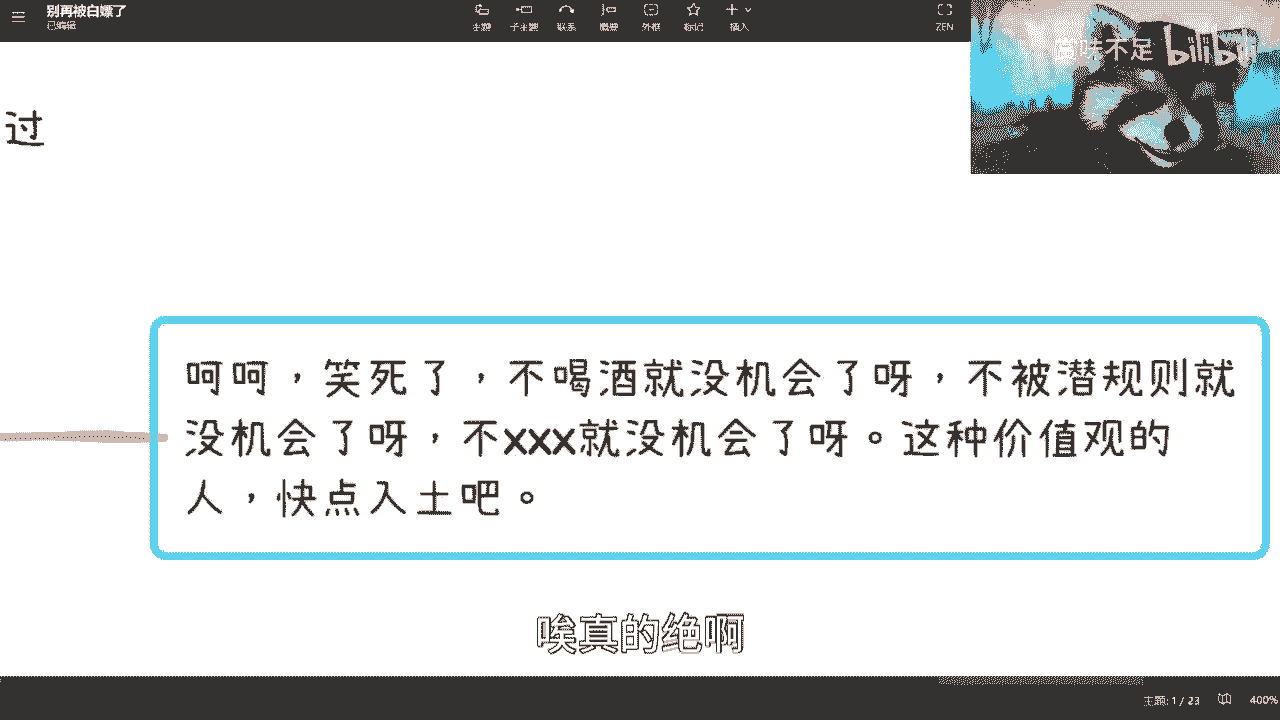 别再被白嫖了
已编辑
主题
子主题
联系
概要
外框
标记
插入
ZEN
味不足 bilibili
过
呵呵，笑死了，不喝酒就没机会了呀，不被潜规则就
没机会了呀，不xxx就没机会了呀。这种价值观的
人，快点入土吧。
唉真的绝啊
主题: 1 / 23
400%